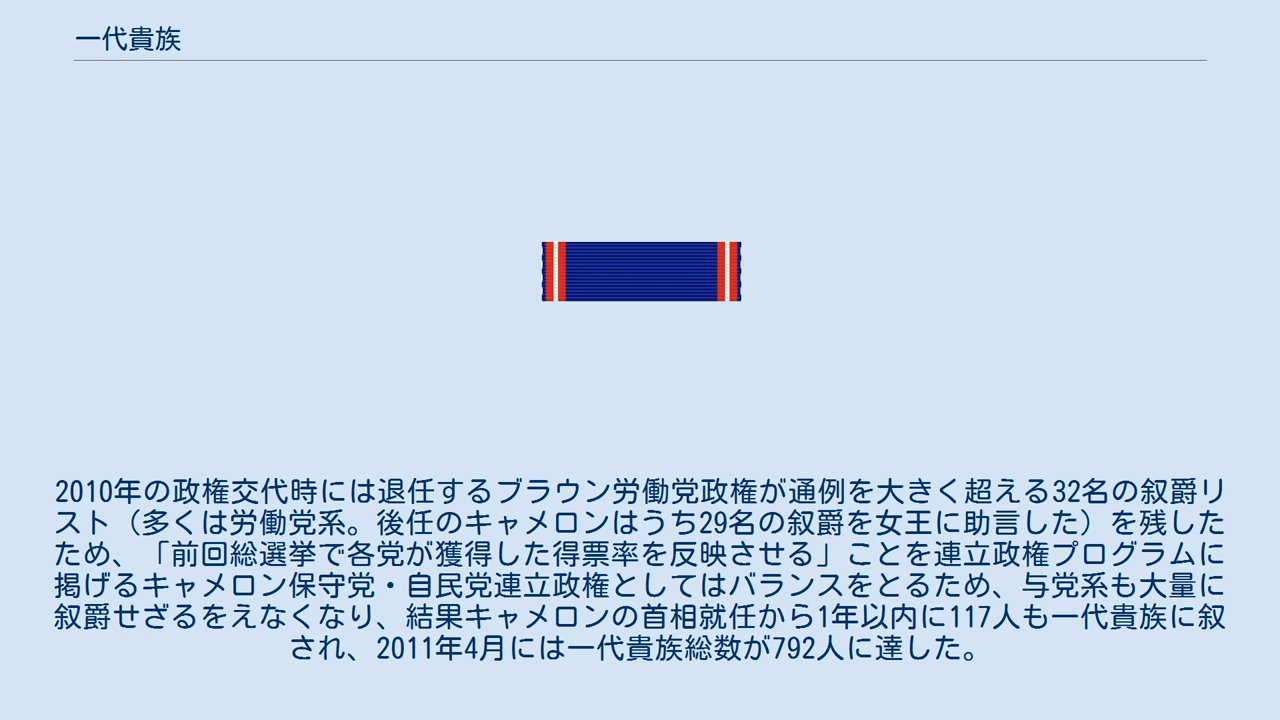 一代貴族
2010年の政権交代時には退任するブラウン労働党政権が通例を大きく超える32名の叙爵リ
スト（多くは労働党系。後任のキャメロンはうち29名の叙爵を女王に助言した）を残した
ため、「前回総選挙で各党が獲得した得票率を反映させる」ことを連立政権プログラムに
掲げるキャメロン保守党・自民党連立政権としてはバランスをとるため、与党系も大量に
叙爵せざるをえなくなり、結果キャメロンの首相就任から1年以内に117人も一代貴族に叙
され、2011年4月には一代貴族総数が792人に達した。